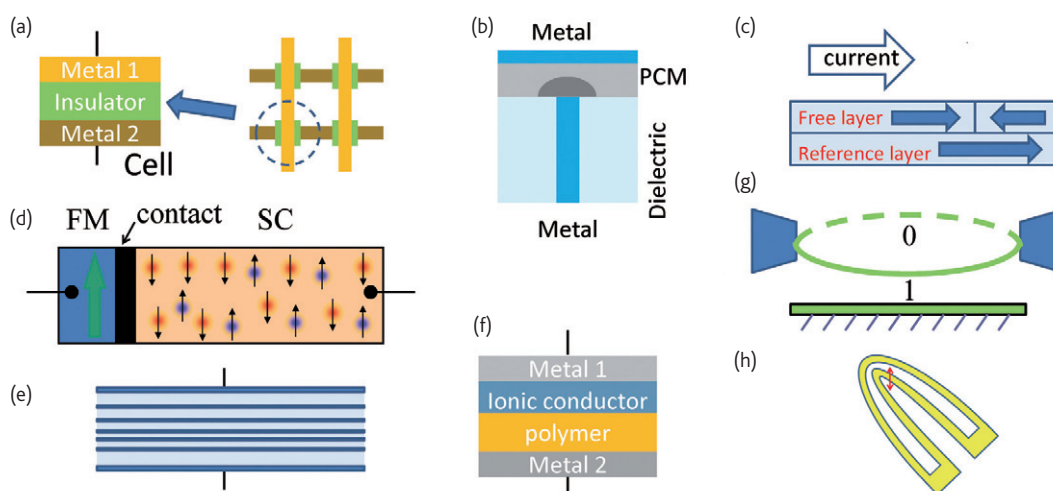 (a)
Metal 1
Insulator
Metal 2
Cell
(b)
Metal
PCM
Dielectric
Metal
(c)
current
Free layer
Reference layer
(d)
FM
contact
SC
(e)
(f)
Metal 1
Ionic conductor
polymer
Metal 2
(g)
0
1
(h)